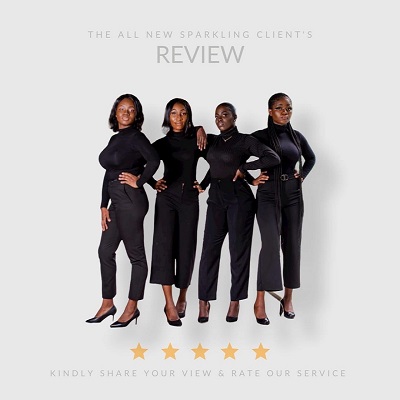 THE ALL NEW SPARKLING CLIENT'S
REVIEW
KINDLY SHARE YOUR VIEW & RATE OUR SERVICE